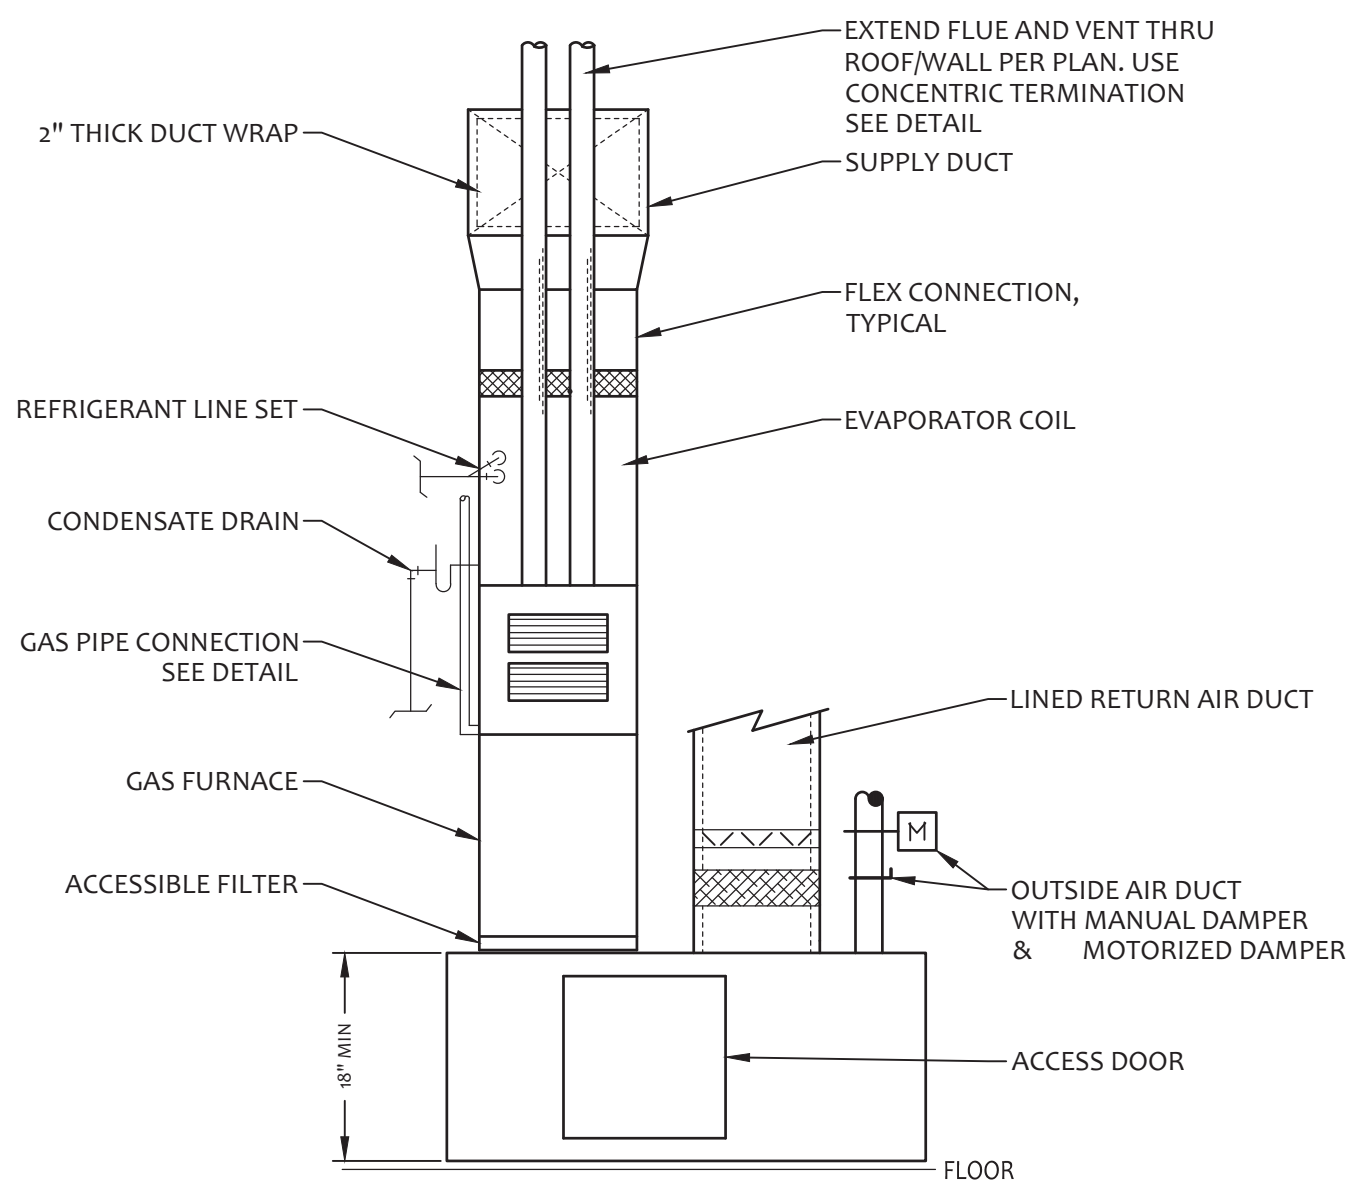 EXTEND FLUE AND VENT THRU
ROOF/WALL PER PLAN. USE
CONCENTRIC TERMINATION
SEE DETAIL
2" THICK DUCT WRAP
SUPPLY DUCT
FLEX CONNECTION,
TYPICAL
REFRIGERANT LINE SET
EVAPORATOR COIL
CONDENSATE DRAIN
GAS PIPE CONNECTION
SEE DETAIL
LINED RETURN AIR DUCT
GAS FURNACE
M
ACCESSIBLE FILTER
OUTSIDE AIR DUCT
WITH MANUAL DAMPER
& MOTORIZED DAMPER
18" MIN
ACCESS DOOR
FLOOR